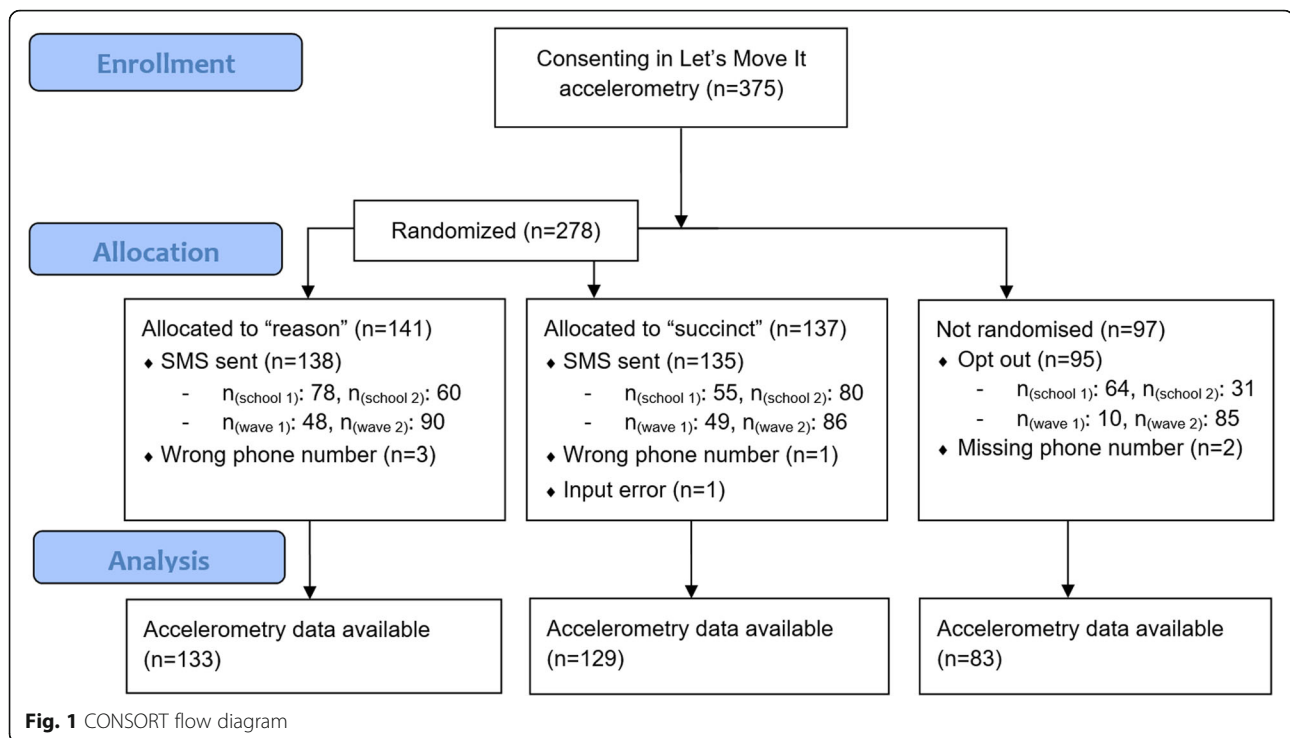 Enrollment
Consenting in Let's Move It
accelerometry (n=375)
Randomized (n=278)
Allocation
Allocated to “reason” (n=141)
♦ SMS sent (n=138)
- n(school 1): 78, n(school 2): 60
- n(wave 1): 48, n(wave 2): 90
♦ Wrong phone number (n=3)
Allocated to “succinct” (n=137)
♦ SMS sent (n=135)
- n(school 1): 55, n(school 2): 80
- n(wave 1): 49, n(wave 2): 86
♦ Wrong phone number (n=1)
♦ Input error (n=1)
Not randomised (n=97)
♦ Opt out (n=95)
- n(school 1): 64, n(school 2): 31
- n(wave 1): 10, n(wave 2): 85
♦ Missing phone number (n=2)
Analysis
Accelerometry data available
(n=133)
Accelerometry data available
(n=129)
Accelerometry data available
(n=83)
Fig. 1 CONSORT flow diagram